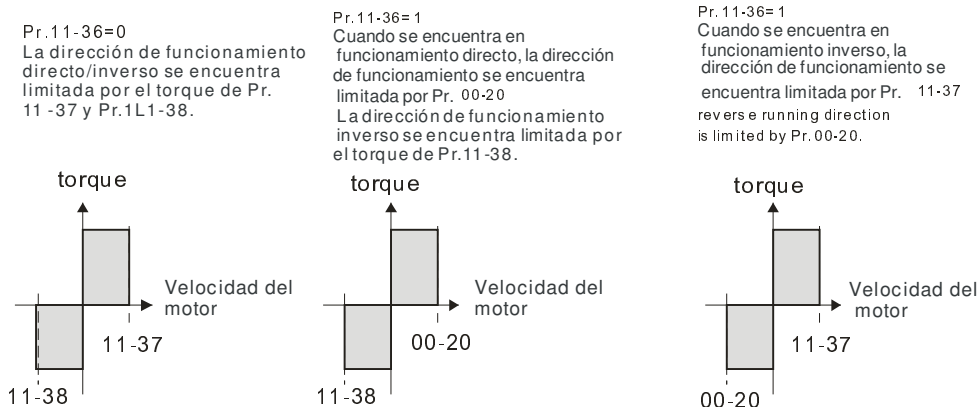 Pr.11-36=0
La dirección de funcionamiento
directo/inverso se encuentra
limitada por el torque de Pr.
11 -37 y Pr.1L1-38.
torque
Velocidad del
motor
11-37
11-38
Pr.11-36=1
Cuando se encuentra en
funcionamiento directo, la dirección
de funcionamiento se encuentra
limitada por Pr. 00-20
La dirección de funcionamiento
inverso se encuentra limitada por
el torque de Pr.11-38.
torque
Velocidad del
motor
00-20
11-38
Pr.11-36=1
Cuando se encuentra en
funcionamiento inverso, la
dirección de funcionamiento se
encuentra limitada por Pr. 11-37
reverse running direction
is limited by Pr.00-20.
torque
Velocidad del
motor
11-37
00-20